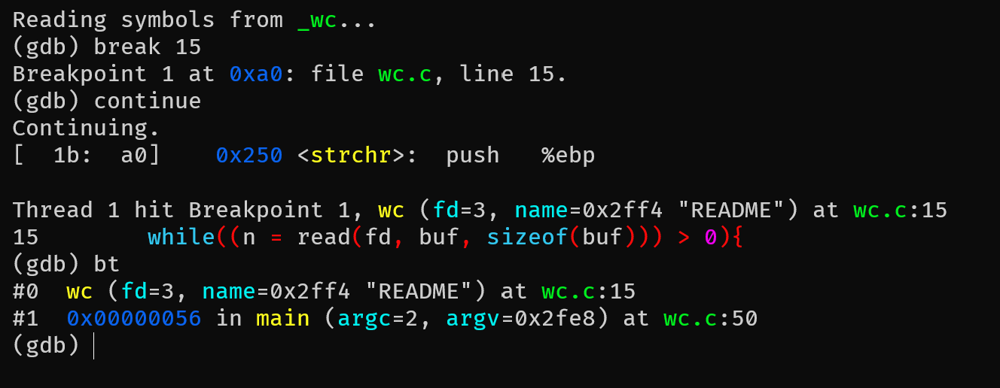 Reading symbols from _wc...
(gdb) break 15
Breakpoint 1 at 0xa0: file wc.c, line 15.
(gdb) continue
Continuing.
[  1b:  a0]    0x250 <strchr>:  push   %ebp

Thread 1 hit Breakpoint 1, wc (fd=3, name=0x2ff4 "README") at wc.c:15
15        while((n = read(fd, buf, sizeof(buf))) > 0){
(gdb) bt
#0  wc (fd=3, name=0x2ff4 "README") at wc.c:15
#1  0x00000056 in main (argc=2, argv=0x2fe8) at wc.c:50
(gdb)